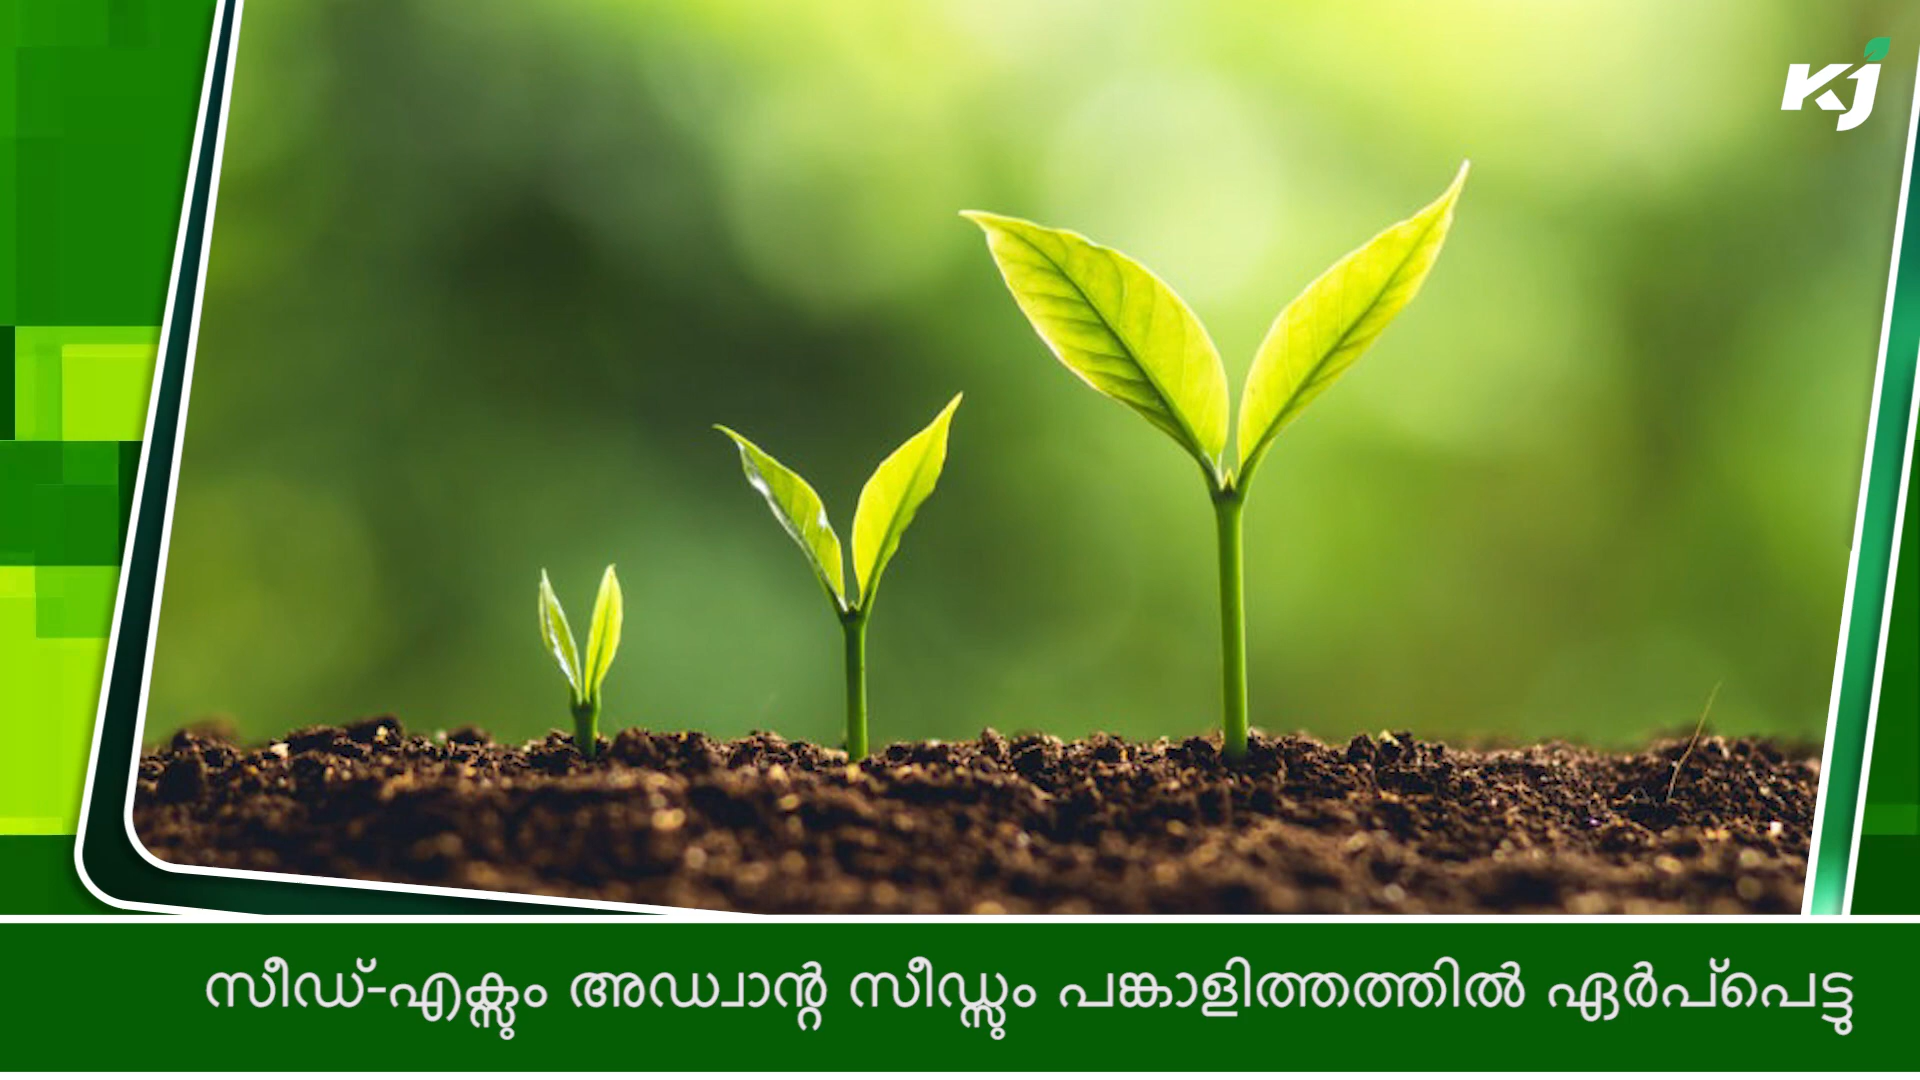 KJ
സീഡ്-എക്സും അഡ്വാന്റ സീഡ്സും പങ്കാളിത്തത്തിൽ ഏർപ്പെട്ടു